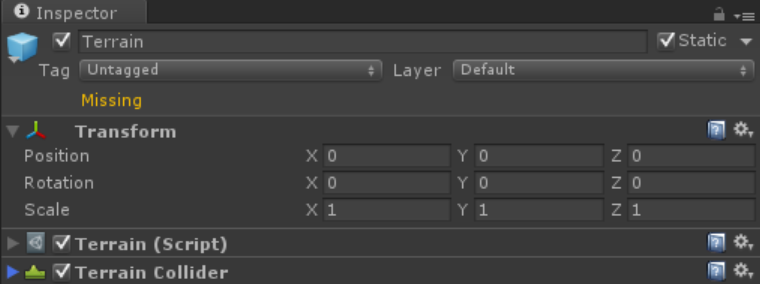 Inspector
Terrain Static
Tag Untagged Layer Default
Missing
Transform
Position X 0 Y 0 Z 0
Rotation X 0 Y 0 Z 0
Scale X 1 Y 1 Z 1
Terrain (Script)
Terrain Collider